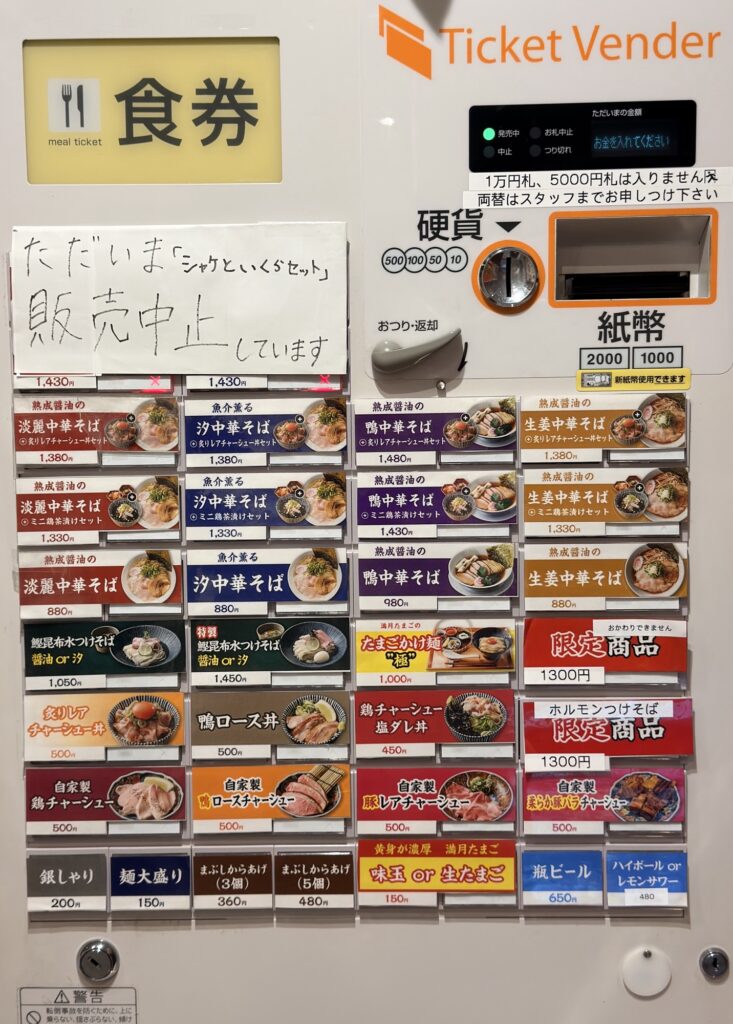 食券
meal ticket
Ticket Vender
ただいまの金額
発売中
お札中止
中止
つり切れ
お金を入れてください
1万円札、5000円札は入りません
両替はスタッフまでお申しつけ下さい
硬貨
500 100 50 10
おつり・返却
紙幣
2000 1000
新紙幣使用できます
ただいま「シャケといくらセット」
販売中止しています
1,430円
1,430円
熟成醤油の
淡麗中華そば
+炙りレアチャーシュー丼セット
1,380円
魚介薫る
汐中華そば
+炙りレアチャーシュー丼セット
1,380円
熟成醤油の
鴨中華そば
+炙りレアチャーシュー丼セット
1,480円
熟成醤油の
生姜中華そば
+炙りレアチャーシュー丼セット
1,380円
熟成醤油の
淡麗中華そば
+ミニ鶏茶漬けセット
1,330円
魚介薫る
汐中華そば
+ミニ鶏茶漬けセット
1,330円
熟成醤油の
鴨中華そば
+ミニ鶏茶漬けセット
1,430円
熟成醤油の
生姜中華そば
+ミニ鶏茶漬けセット
1,330円
熟成醤油の
淡麗中華そば
880円
魚介薫る
汐中華そば
880円
熟成醤油の
鴨中華そば
980円
熟成醤油の
生姜中華そば
880円
鰹昆布水つけそば
醤油 or 汐
1,050円
特製
鰹昆布水つけそば
醤油 or 汐
1,450円
満月たまごの
たまごかけ麺
"極"
1,000円
おかわりできません
限定商品
1300円
炙りレア
チャーシュー丼
500円
鴨ロース丼
500円
鶏チャーシュー
塩ダレ丼
450円
ホルモンつけそば
限定商品
1300円
自家製
鶏チャーシュー
500円
自家製
鴨ロースチャーシュー
500円
自家製
豚レアチャーシュー
500円
自家製
柔らか豚バラチャーシュー
500円
銀しゃり
200円
麺大盛り
150円
まぶしからあげ
(3個)
360円
まぶしからあげ
(5個)
480円
黄身が濃厚 満月たまご
味玉 or 生たまご
150円
瓶ビール
650円
ハイボール or
レモンサワー
480
警告
転倒事故を防ぐために、上に
乗らない、揺さぶらない、傾け